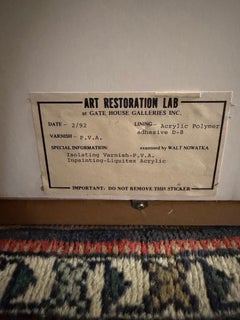 ART RESTORATION LAB
at GATE HOUSE GALLERIES INC.
DATE - 2/92 LINING - Acrylic Polymer
adhesive D-8
VARNISH - P.V.A.
SPECIAL INFORMATION: examined by WALT NOWATKA
Isolating Varnish-P.V.A.
Inpainting-Liquitex Acrylic
IMPORTANT: DO NOT REMOVE THIS STICKER